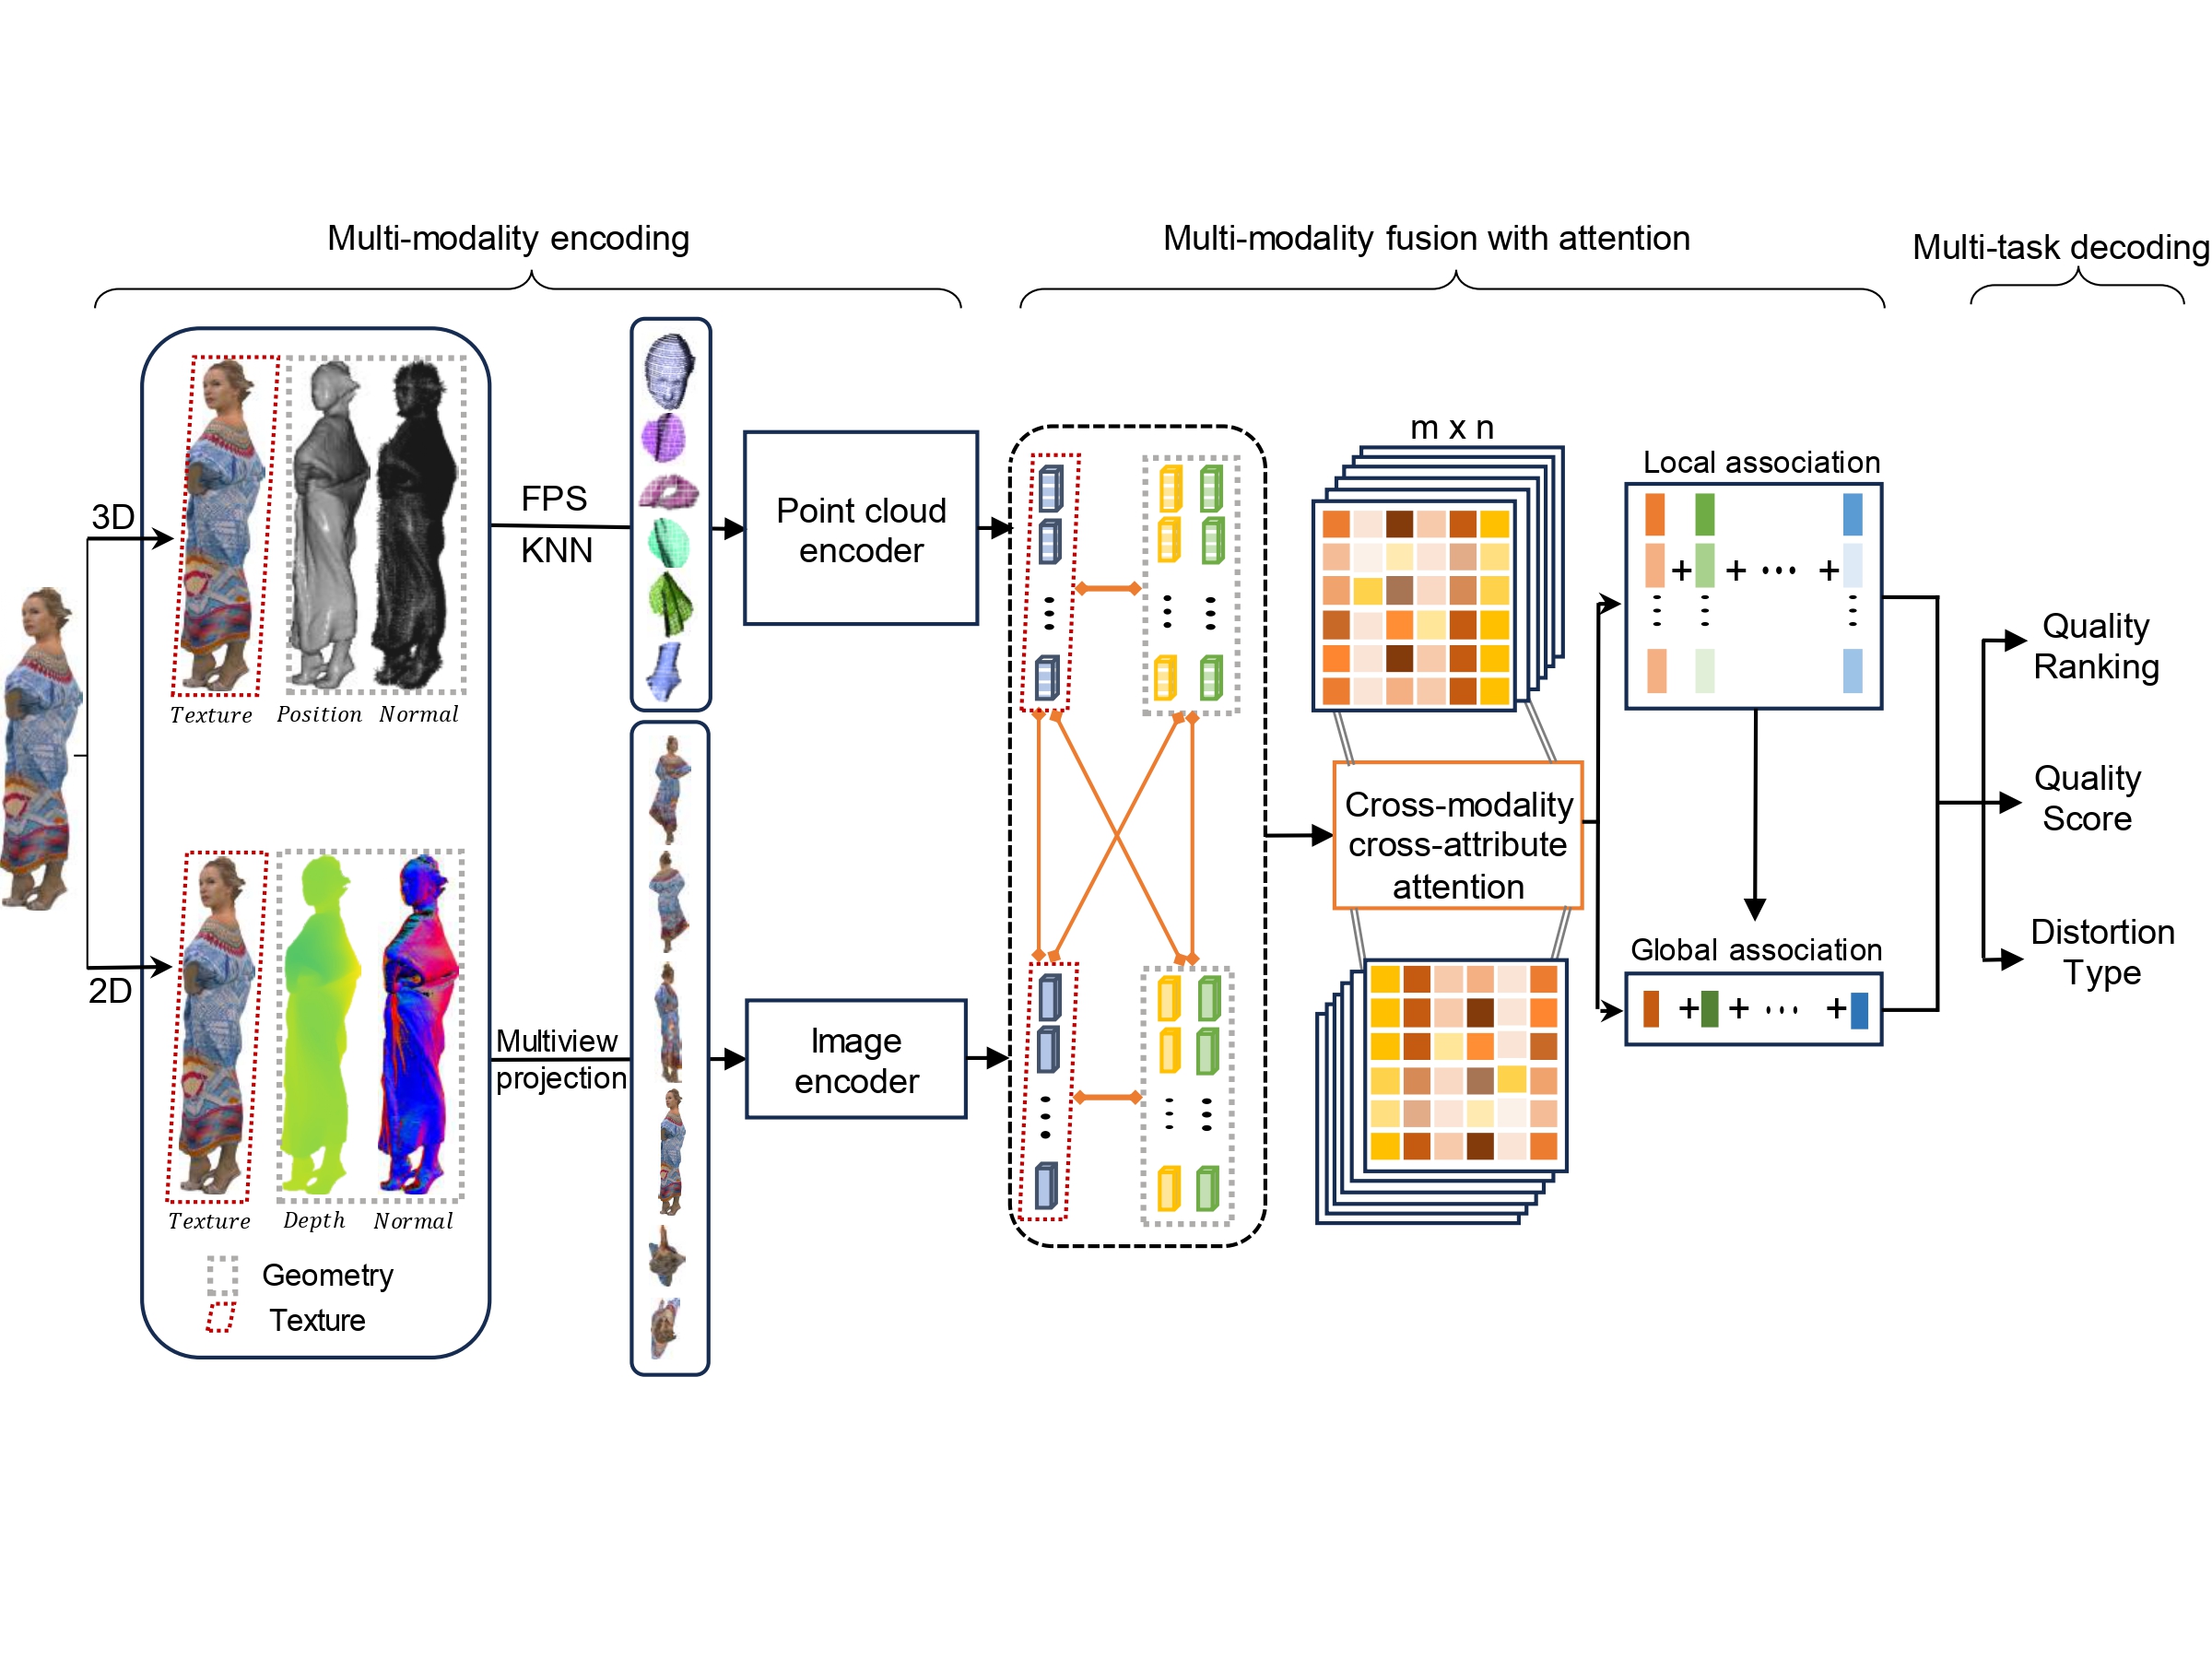 Multi-modality encoding
Multi-modality fusion with attention
Multi-task decoding
3D
Texture
Position
Normal
FPS
KNN
Point cloud
encoder
2D
Texture
Depth
Normal
Geometry
Texture
Multiview
projection
Image
encoder
m x n
Cross-modality
cross-attribute
attention
Local association
+ + ... +
Global association
+ + ... +
Quality
Ranking
Quality
Score
Distortion
Type